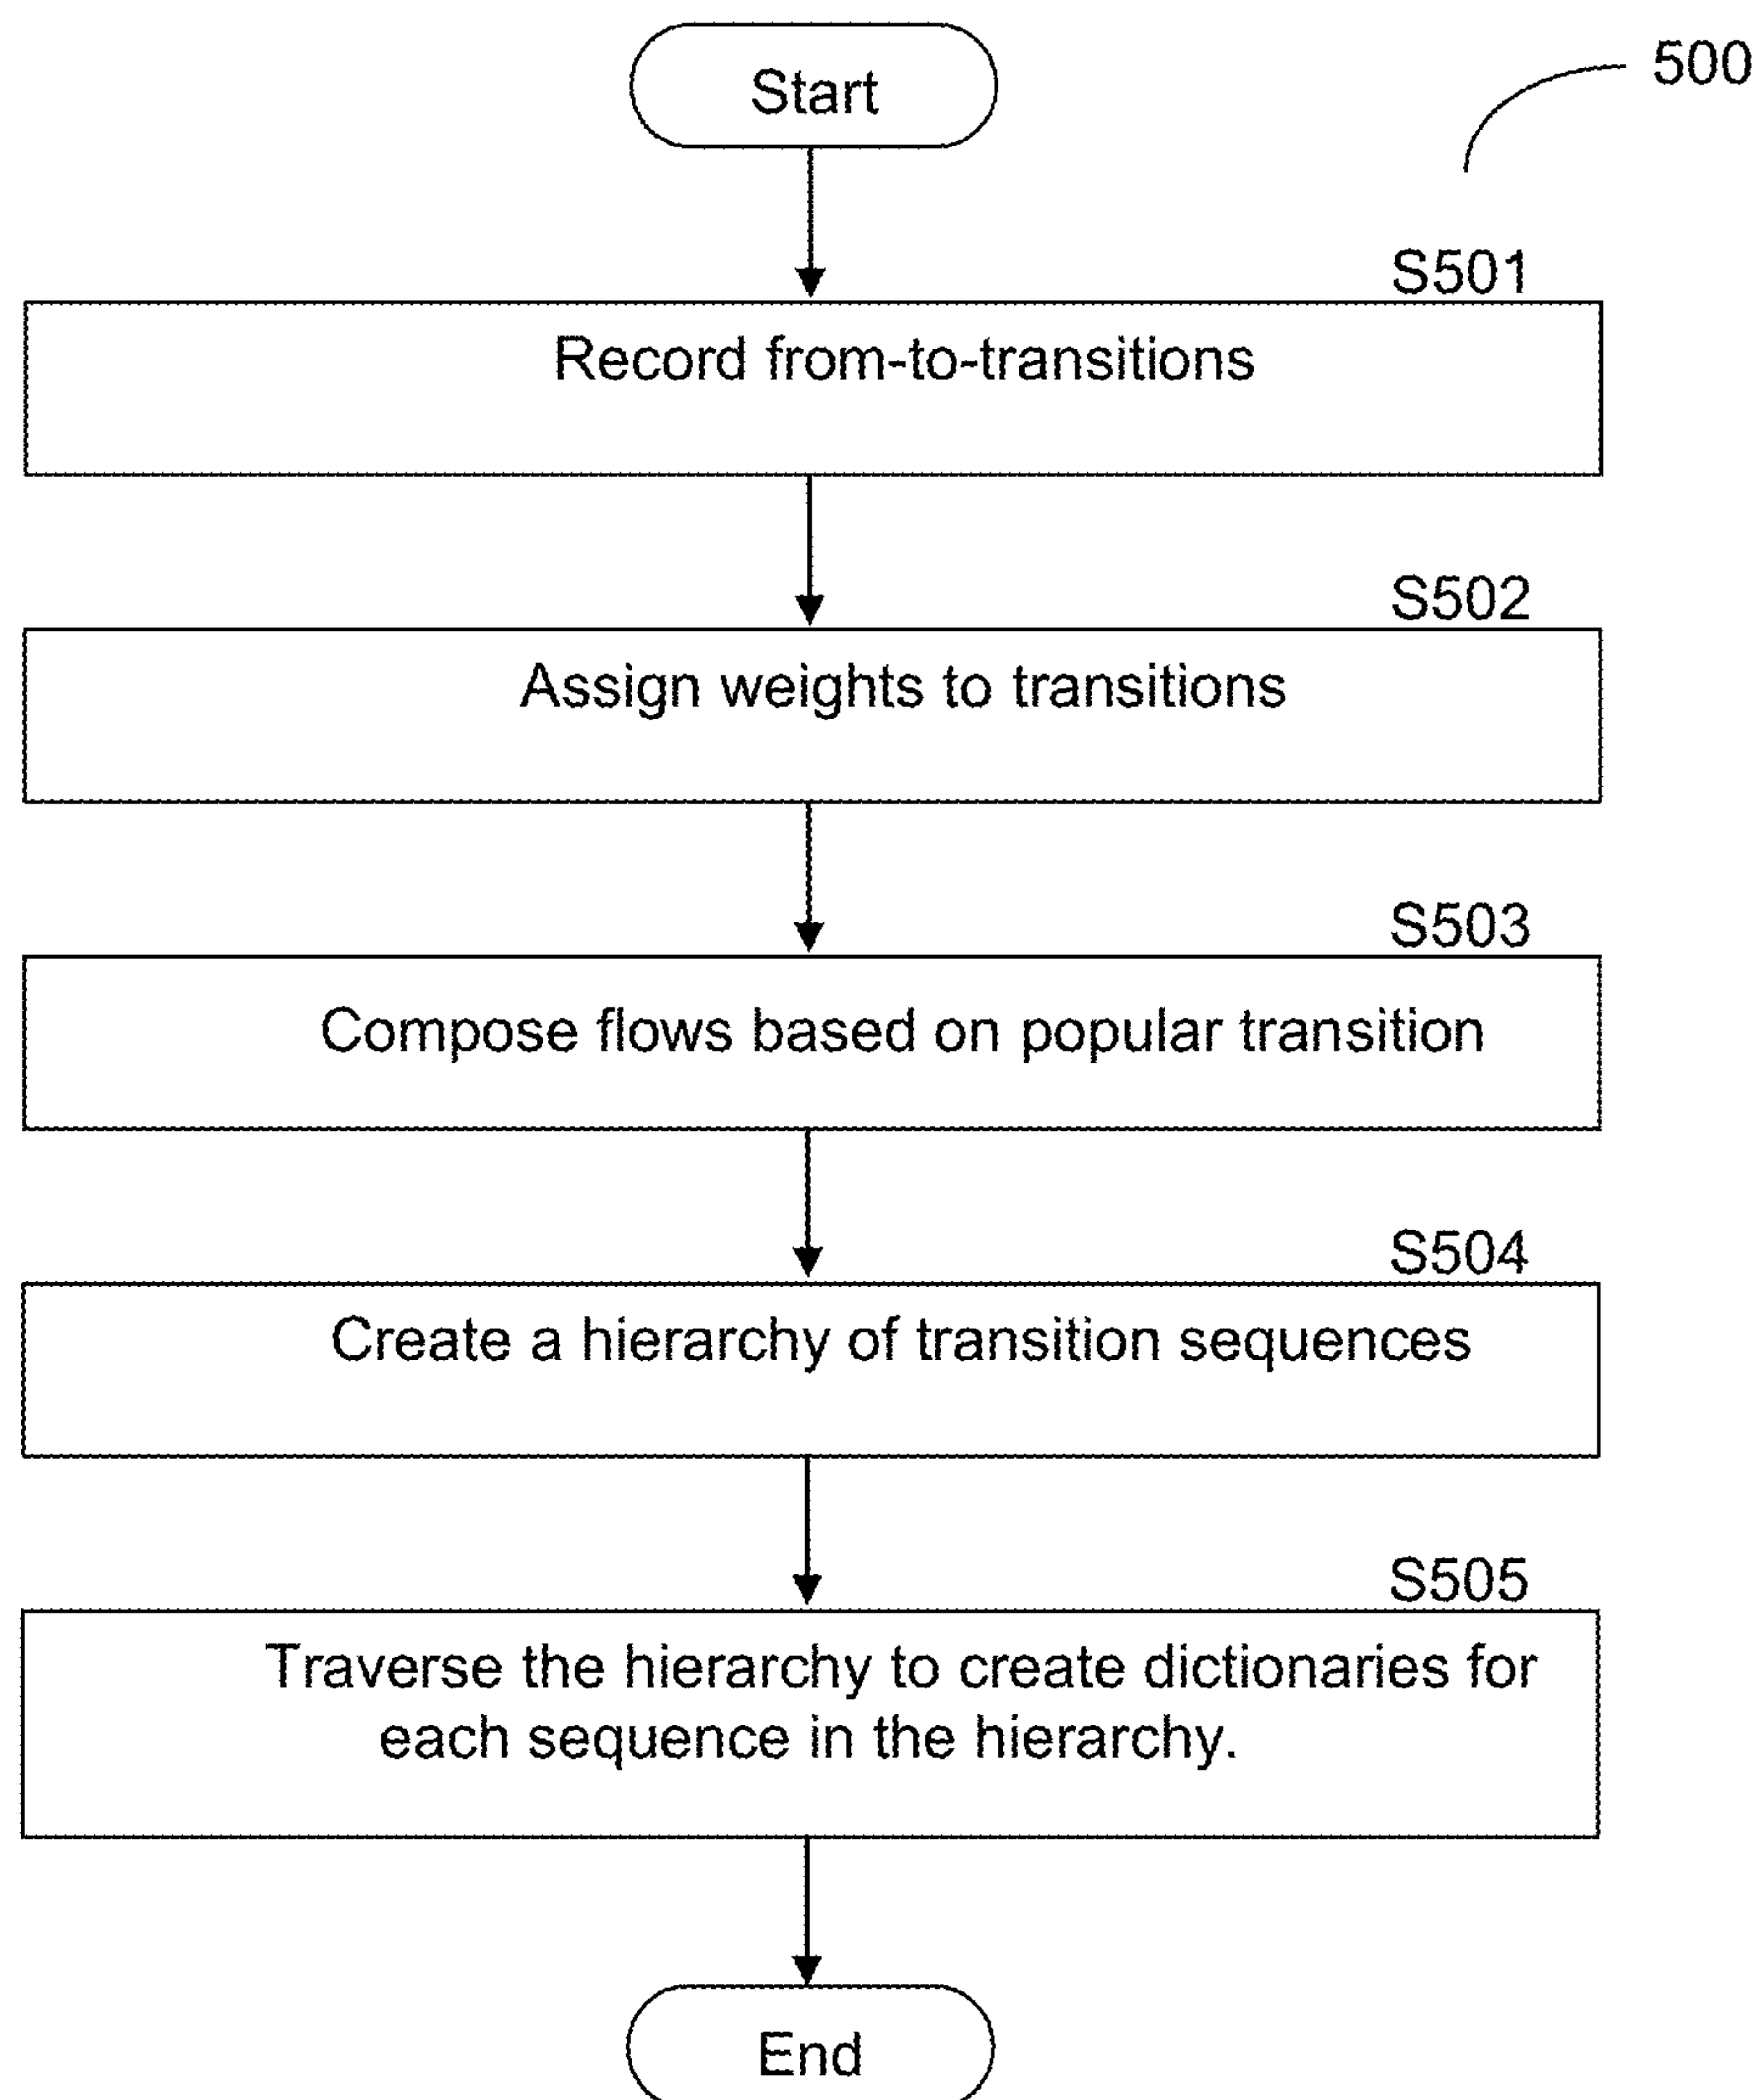 Start
500
S501
Record from-to-transitions
S502
Assign weights to transitions
S503
Compose flows based on popular transition
S504
Create a hierarchy of transition sequences
S505
Traverse the hierarchy to create dictionaries for
each sequence in the hierarchy.
End